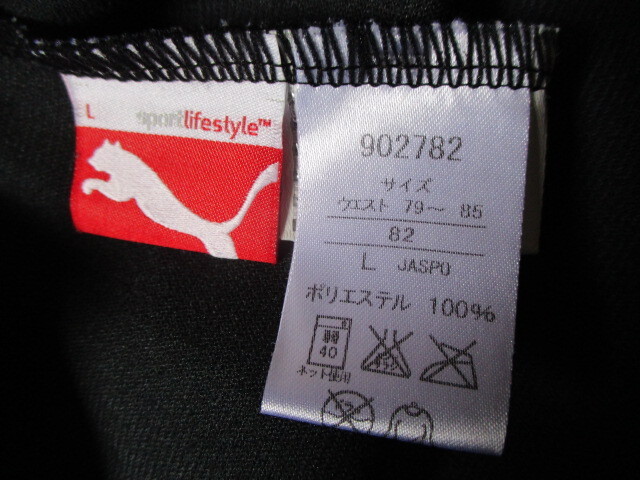 L
sportlifestyle™
902782
サイズ
ウエスト 79～ 85
82
L JASPO
ポリエステル 100%
弱
40
ネット使用